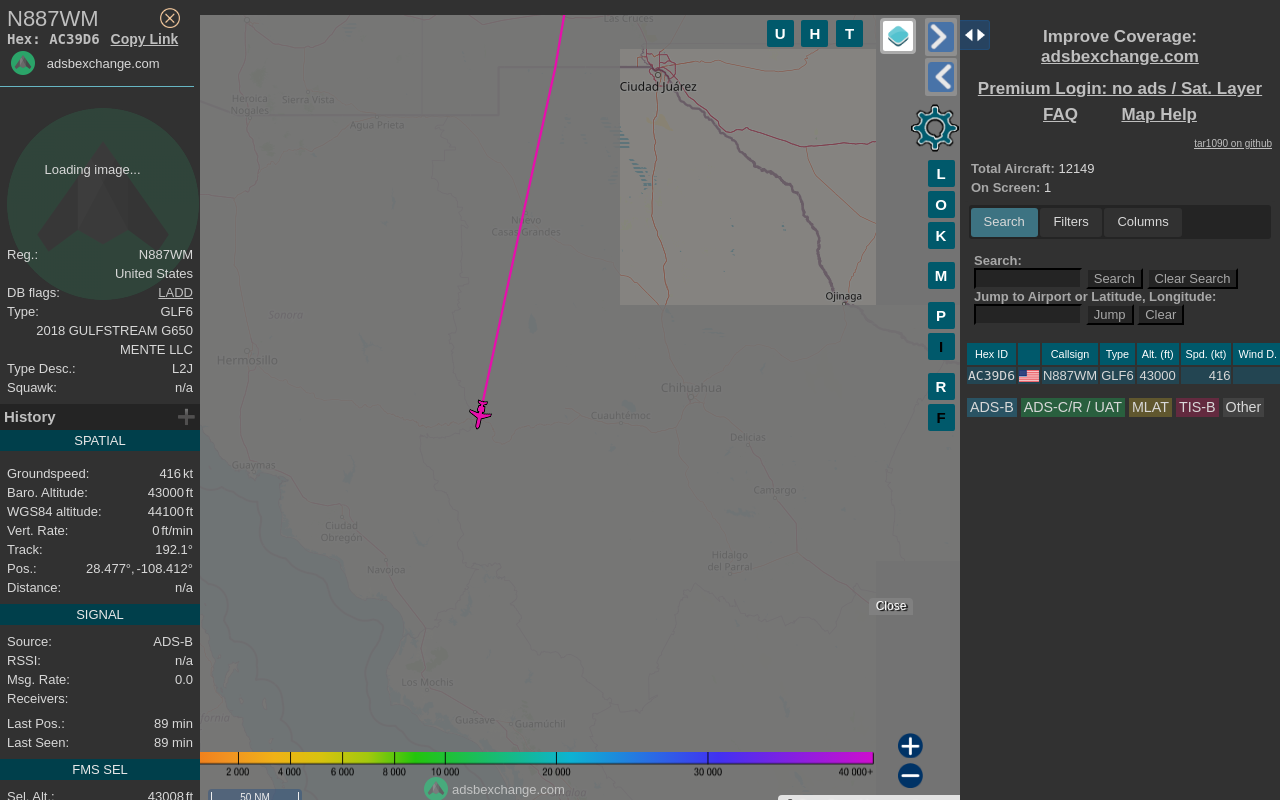 N887WM
Hex: AC39D6 Copy Link
adsbexchange.com
Loading image...
Reg.: N887WM
United States
DB flags: LADD
Type: GLF6
2018 GULFSTREAM G650
MENTE LLC
Type Desc.: L2J
Squawk: n/a
History
SPATIAL
Groundspeed: 416 kt
Baro. Altitude: 43000 ft
WGS84 altitude: 44100 ft
Vert. Rate: 0 ft/min
Track: 192.1°
Pos.: 28.477°, -108.412°
Distance: n/a
SIGNAL
Source: ADS-B
RSSI: n/a
Msg. Rate: 0.0
Receivers:
Last Pos.: 89 min
Last Seen: 89 min
FMS SEL
Sel. Alt.: 43008 ft
Las Cruces
U H T
Ciudad Juárez
Heroica
Nogales
Sierra Vista
Agua Prieta
Nuevo
Casas Grandes
Ojinaga
Sonora
Hermosillo
Chihuahua
Cuauhtémoc
Delicias
Guaymas
Camargo
Ciudad
Obregón
Hidalgo
del Parral
Navojoa
Close
Los Mochis
Guasave
Guamúchil
L
O
K
M
P
I
R
F
2 000 4 000 6 000 8 000 10 000 20 000 30 000 40 000+
adsbexchange.com
50 NM
Improve Coverage:
adsbexchange.com
Premium Login: no ads / Sat. Layer
FAQ Map Help
tar1090 on github
Total Aircraft: 12149
On Screen: 1
Search Filters Columns
Search:
Search Clear Search
Jump to Airport or Latitude, Longitude:
Jump Clear
Hex ID Callsign Type Alt. (ft) Spd. (kt) Wind D.
AC39D6 N887WM GLF6 43000 416
ADS-B ADS-C/R / UAT MLAT TIS-B Other